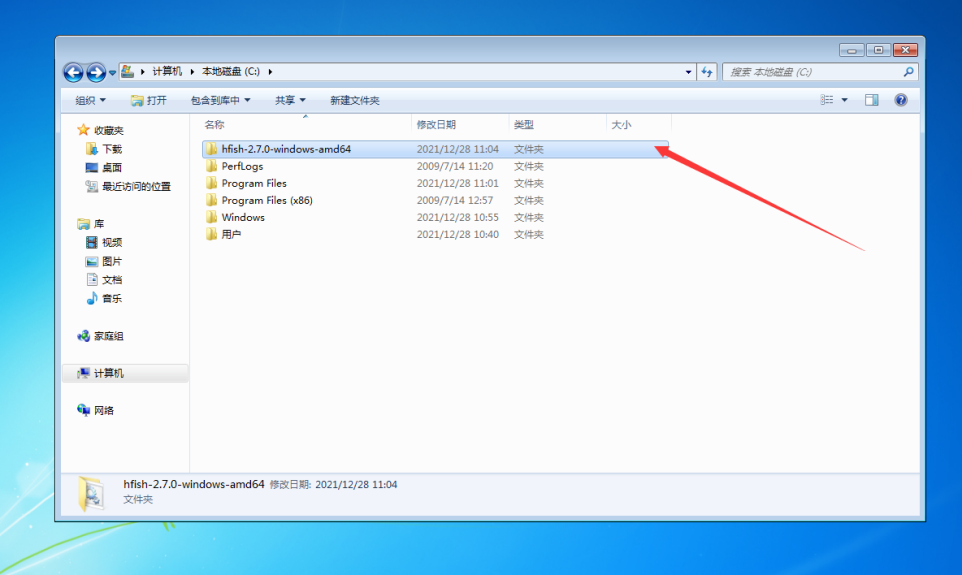 计算机 本地磁盘 (C:)
搜索 本地磁盘 (C:)
组织 打开 包含到库中 共享 新建文件夹
收藏夹
下载
桌面
最近访问的位置
库
视频
图片
文档
音乐
家庭组
计算机
网络
名称 修改日期 类型 大小
hfish-2.7.0-windows-amd64 2021/12/28 11:04 文件夹
PerfLogs 2009/7/14 11:20 文件夹
Program Files 2021/12/28 11:01 文件夹
Program Files (x86) 2009/7/14 12:57 文件夹
Windows 2021/12/28 10:55 文件夹
用户 2021/12/28 10:40 文件夹
hfish-2.7.0-windows-amd64 修改日期: 2021/12/28 11:04
文件夹